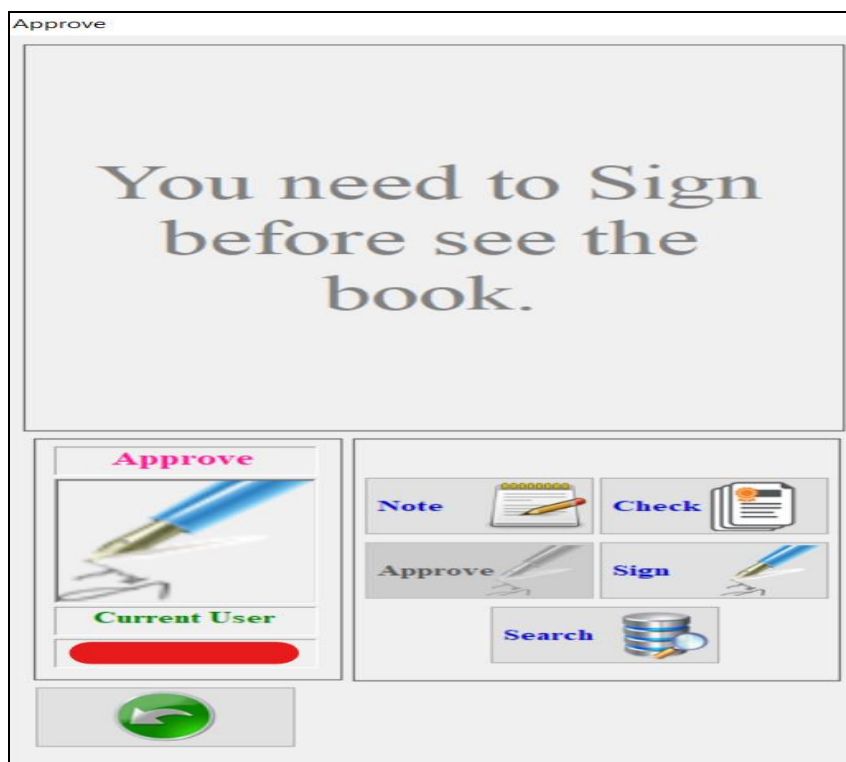 Approve
You need to Sign
before see the
book.
Approve
Current User
Note
Check
Approve
Sign
Search